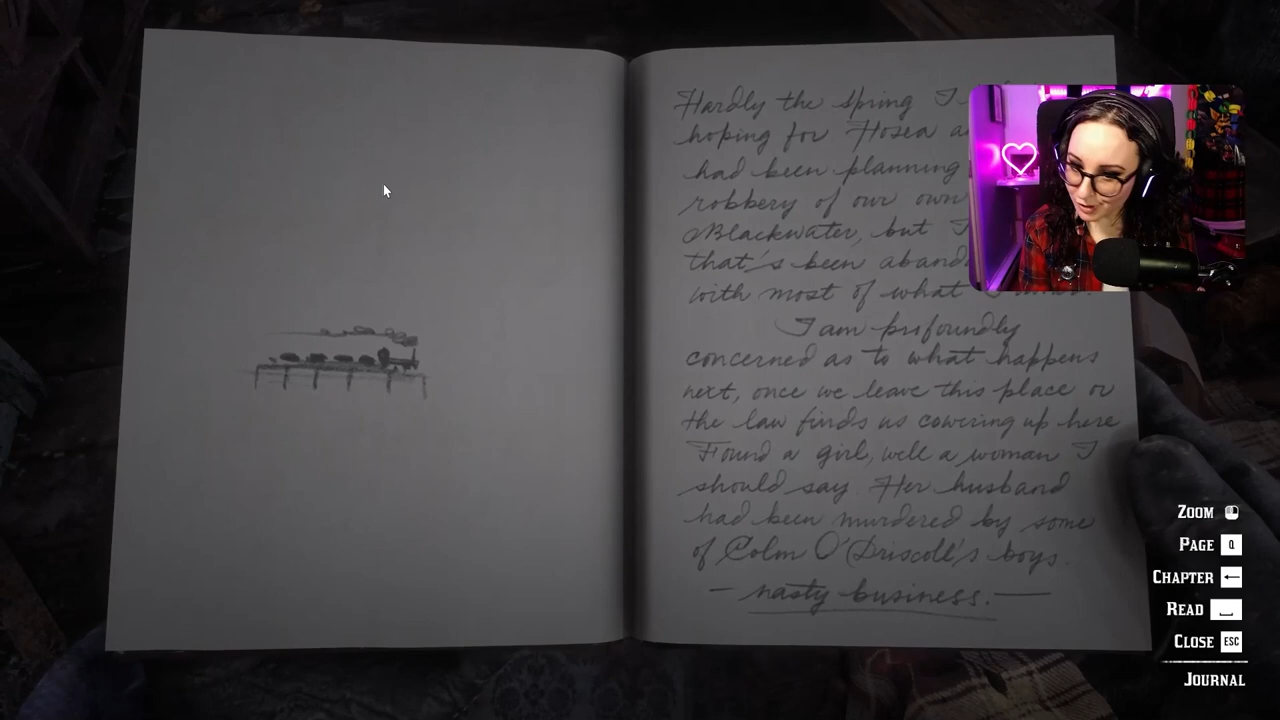 Hardly the spring I
hoping for Hosea
had been planning
robbery of our own
Blackwater, but I
that's been
with most of what
I am profoundly
concerned as to what happens
next, once we leave this place or
the law finds us cowering up here
Found a girl, well a woman I
should say. Her husband
had been murdered by some
of Colm O'Driscoll's boys.
— nasty business. —
ZOOM
PAGE Q
CHAPTER ←
READ
CLOSE ESC
JOURNAL